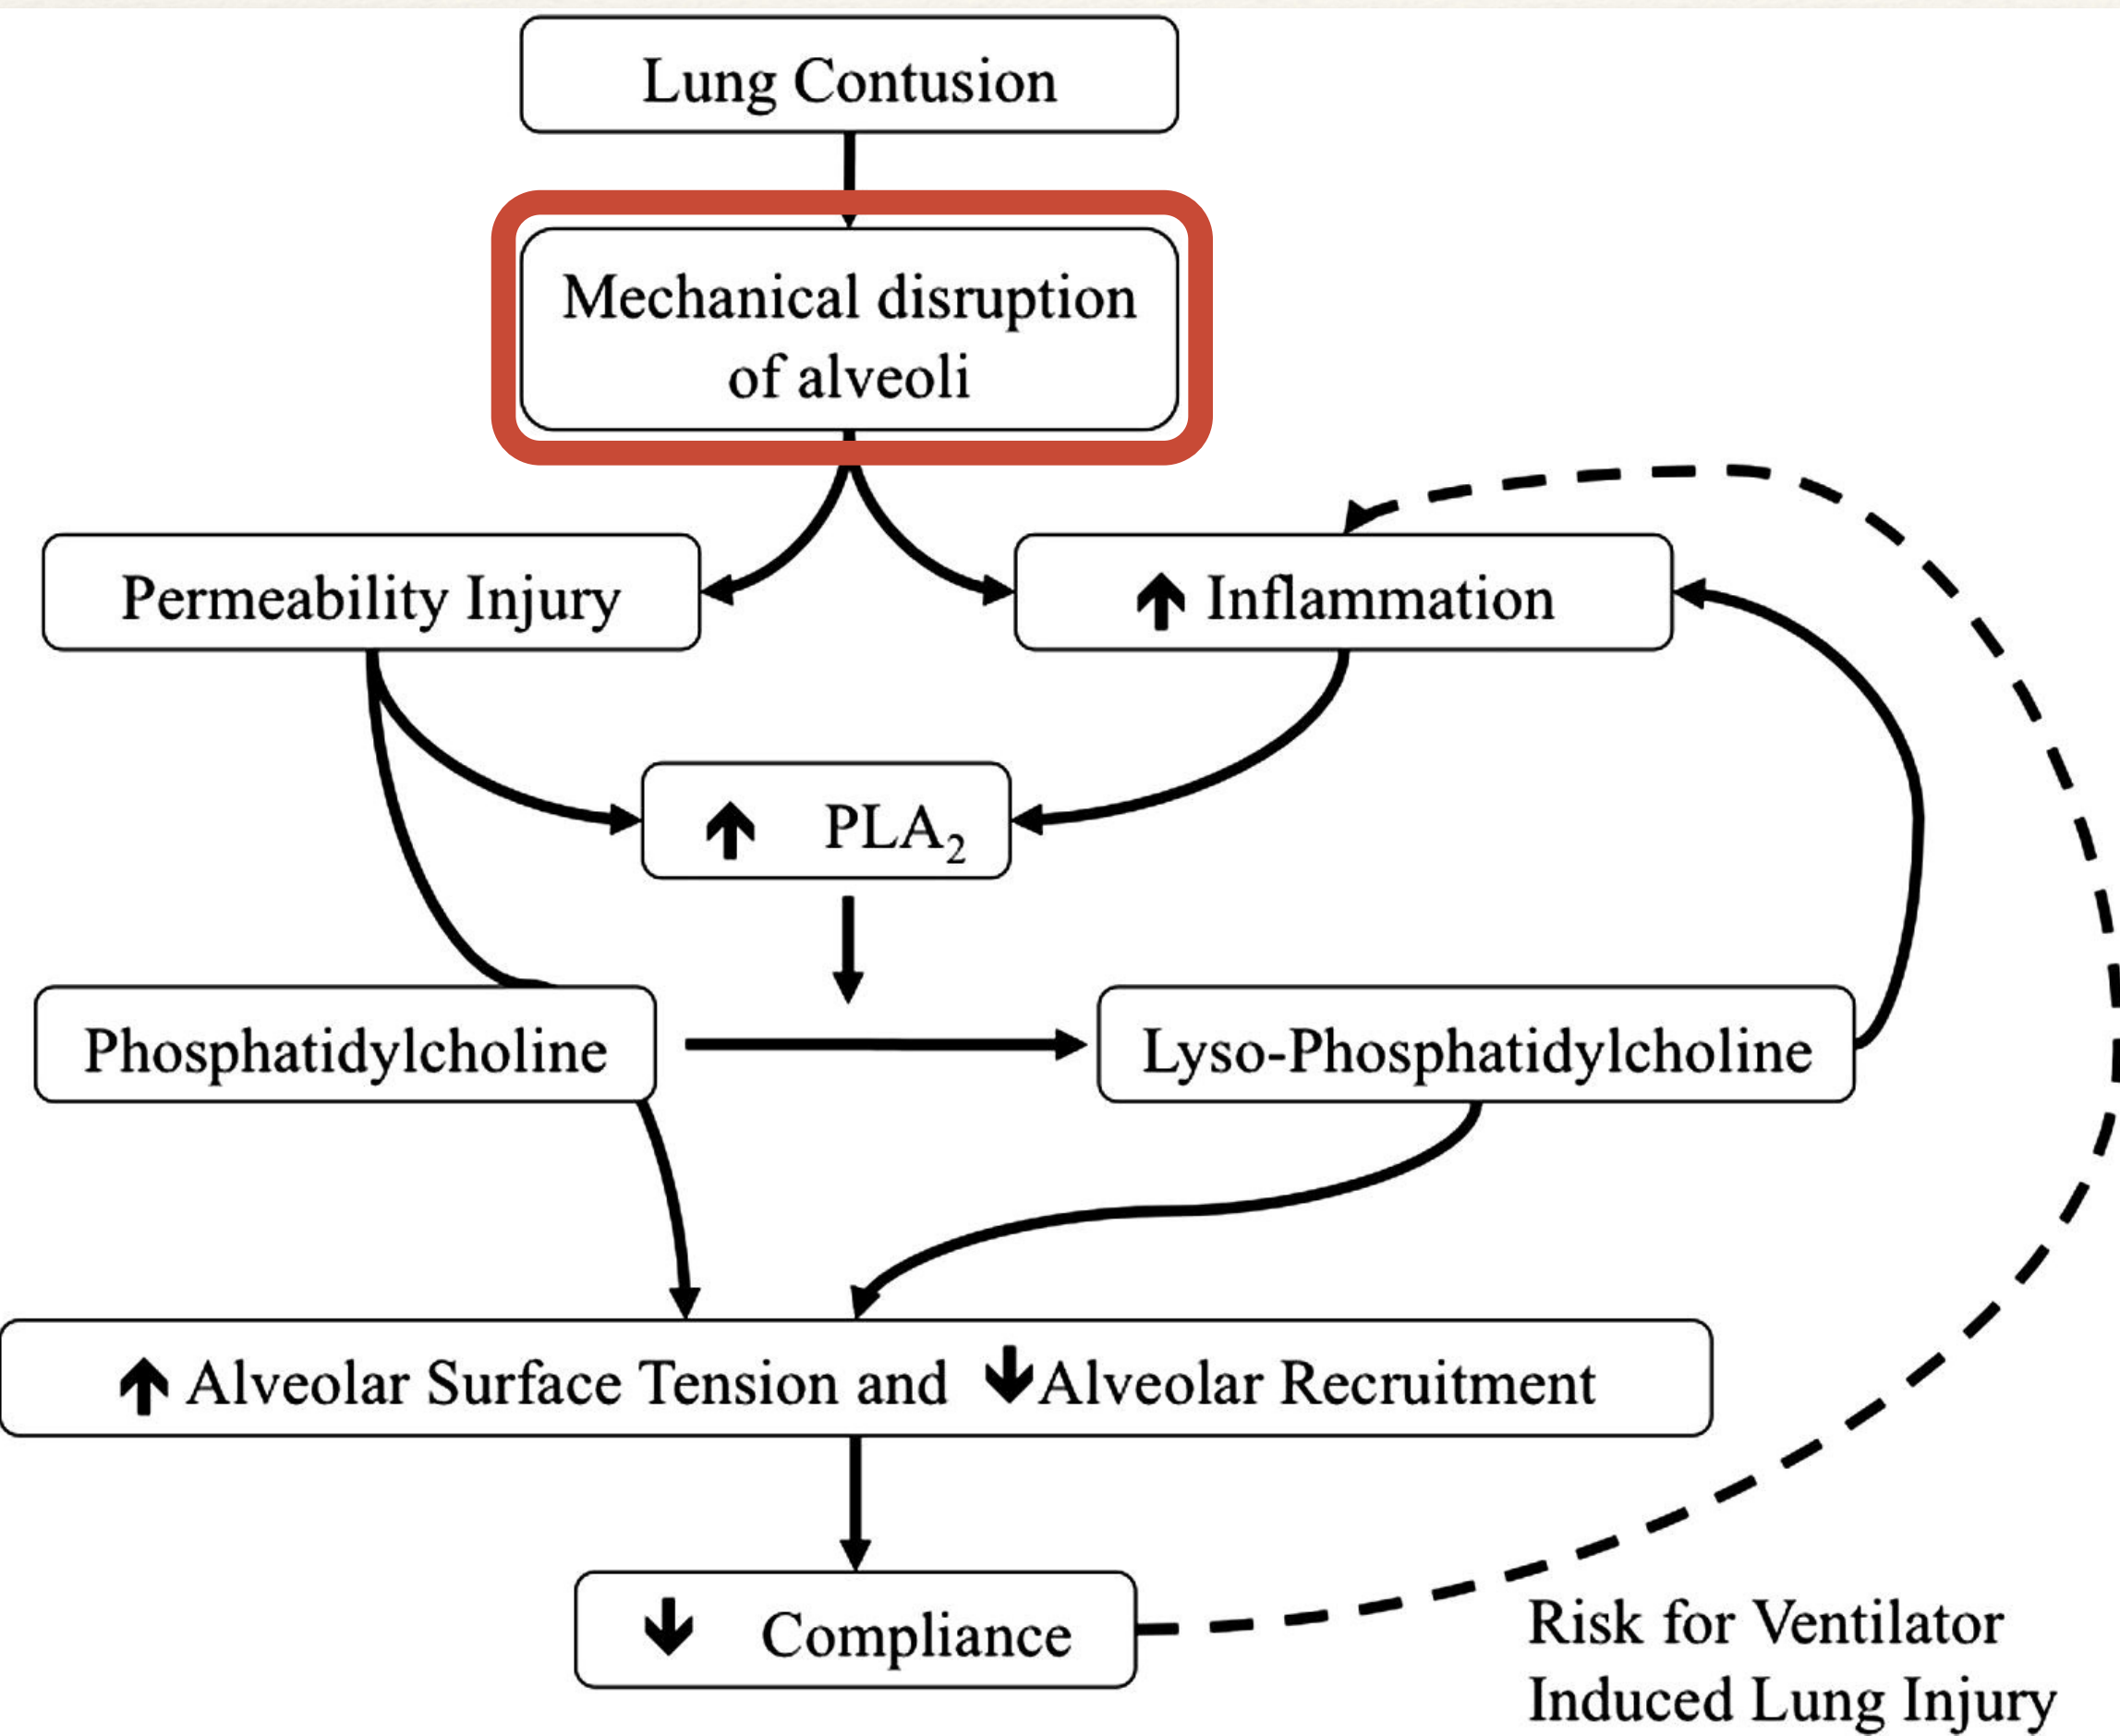 Lung Contusion
Mechanical disruption
of alveoli
Permeability Injury
↑ Inflammation
↑ PLA₂
Phosphatidylcholine
Lyso-Phosphatidylcholine
↑ Alveolar Surface Tension and ↓ Alveolar Recruitment
↓ Compliance
Risk for Ventilator
Induced Lung Injury